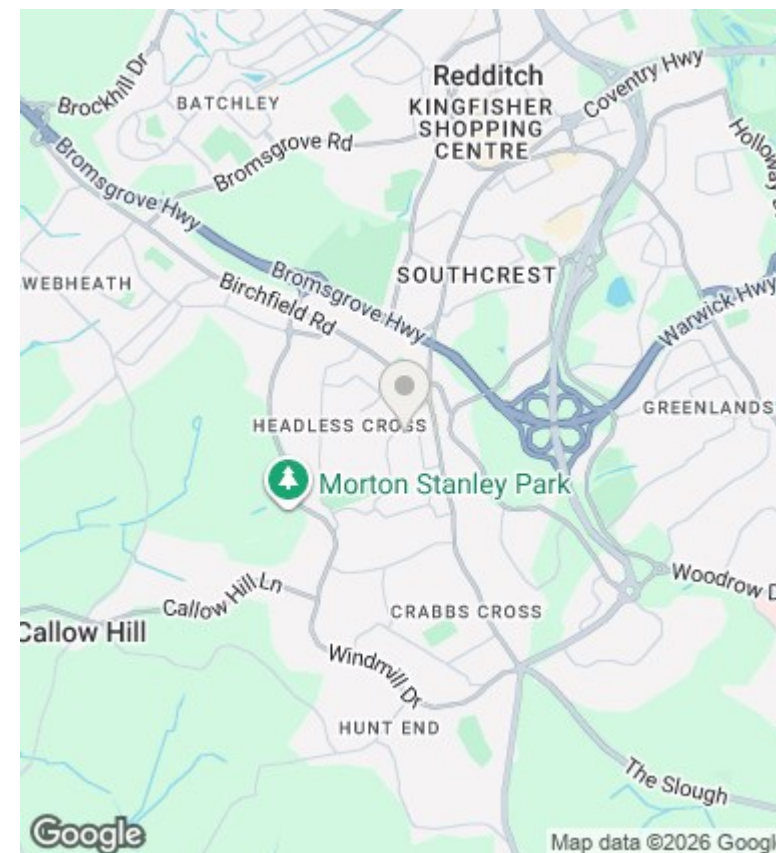 Redditch
KINGFISHER
SHOPPING
CENTRE
Coventry Hwy
Brockhill Dr
BATCHLEY
Bromsgrove Rd
Holloway
Bromsgrove Hwy
SOUTHCREST
WEBHEATH
Birchfield Rd
Bromsgrove Hwy
Warwick Hwy
GREENLANDS
HEADLESS CROSS
Morton Stanley Park
Woodrow D
Callow Hill Ln
CRABBS CROSS
Callow Hill
Windmill Dr
HUNT END
The Slough
Google
Map data ©2026 Google